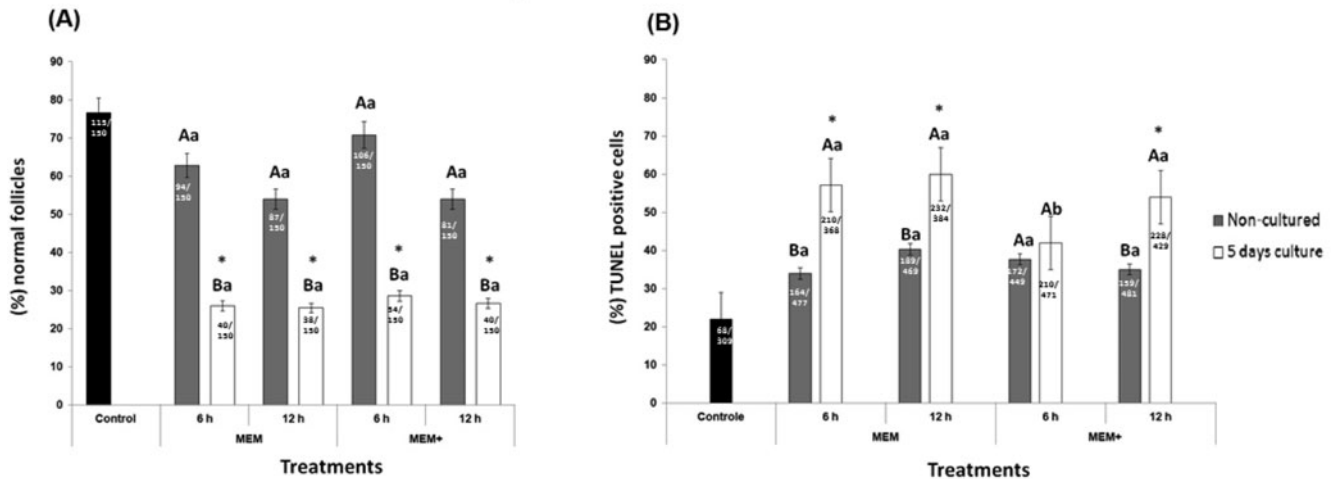 (A)
(%) normal follicles
90
80
70
60
50
40
30
20
10
0
115/
150
Aa
94/
150
*
Ba
40/
150
Aa
87/
150
*
Ba
38/
150
Aa
106/
150
*
Ba
54/
150
Aa
81/
150
*
Ba
40/
150
Control
6 h
12 h
6 h
12 h
MEM
MEM+
Treatments
(B)
(%) TUNEL positive cells
90
80
70
60
50
40
30
20
10
0
68/
309
Ba
164/
477
*
Aa
210/
368
Ba
189/
469
*
Aa
232/
384
Aa
172/
449
Ab
210/
471
Ba
159/
481
*
Aa
228/
429
Controle
6 h
12 h
6 h
12 h
MEM
MEM+
Treatments
Non-cultured
5 days culture